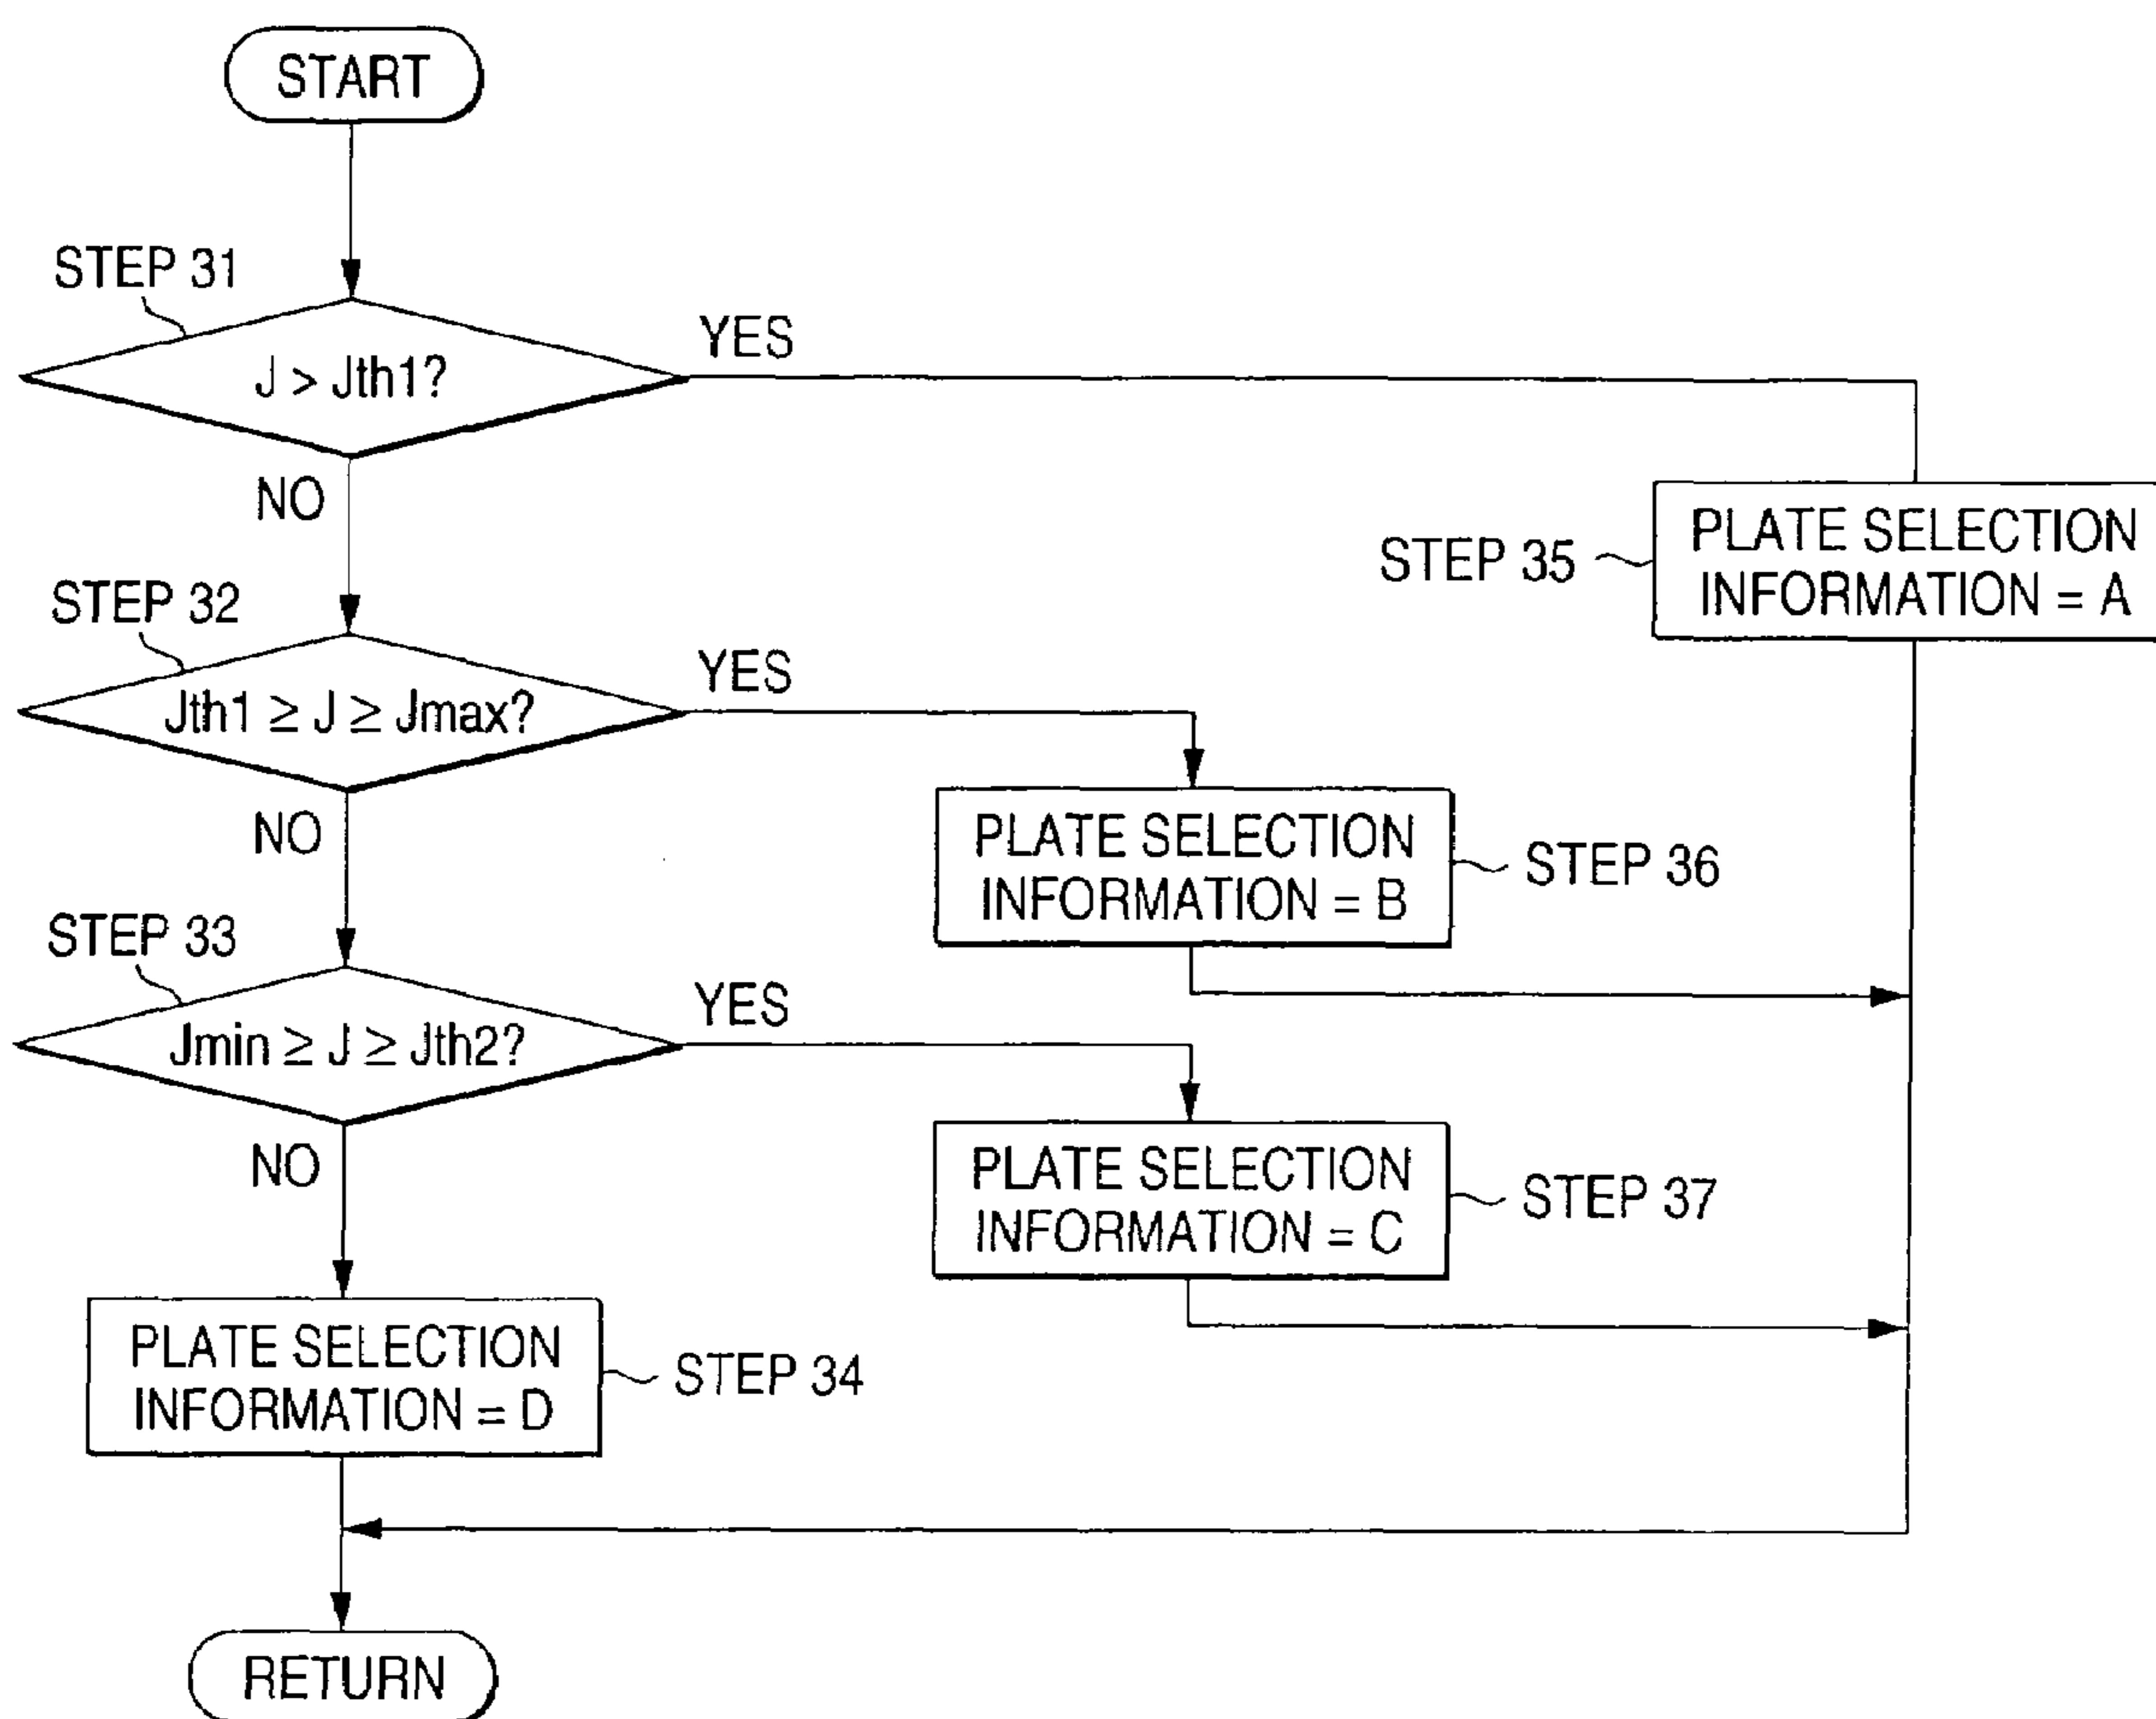 START
STEP 31
J > Jth1?
YES
NO
STEP 35
PLATE SELECTION
INFORMATION = A
STEP 32
Jth1 ≥ J ≥ Jmax?
YES
NO
PLATE SELECTION
INFORMATION = B
STEP 36
STEP 33
Jmin ≥ J ≥ Jth2?
YES
NO
PLATE SELECTION
INFORMATION = C
STEP 37
PLATE SELECTION
INFORMATION = D
STEP 34
RETURN